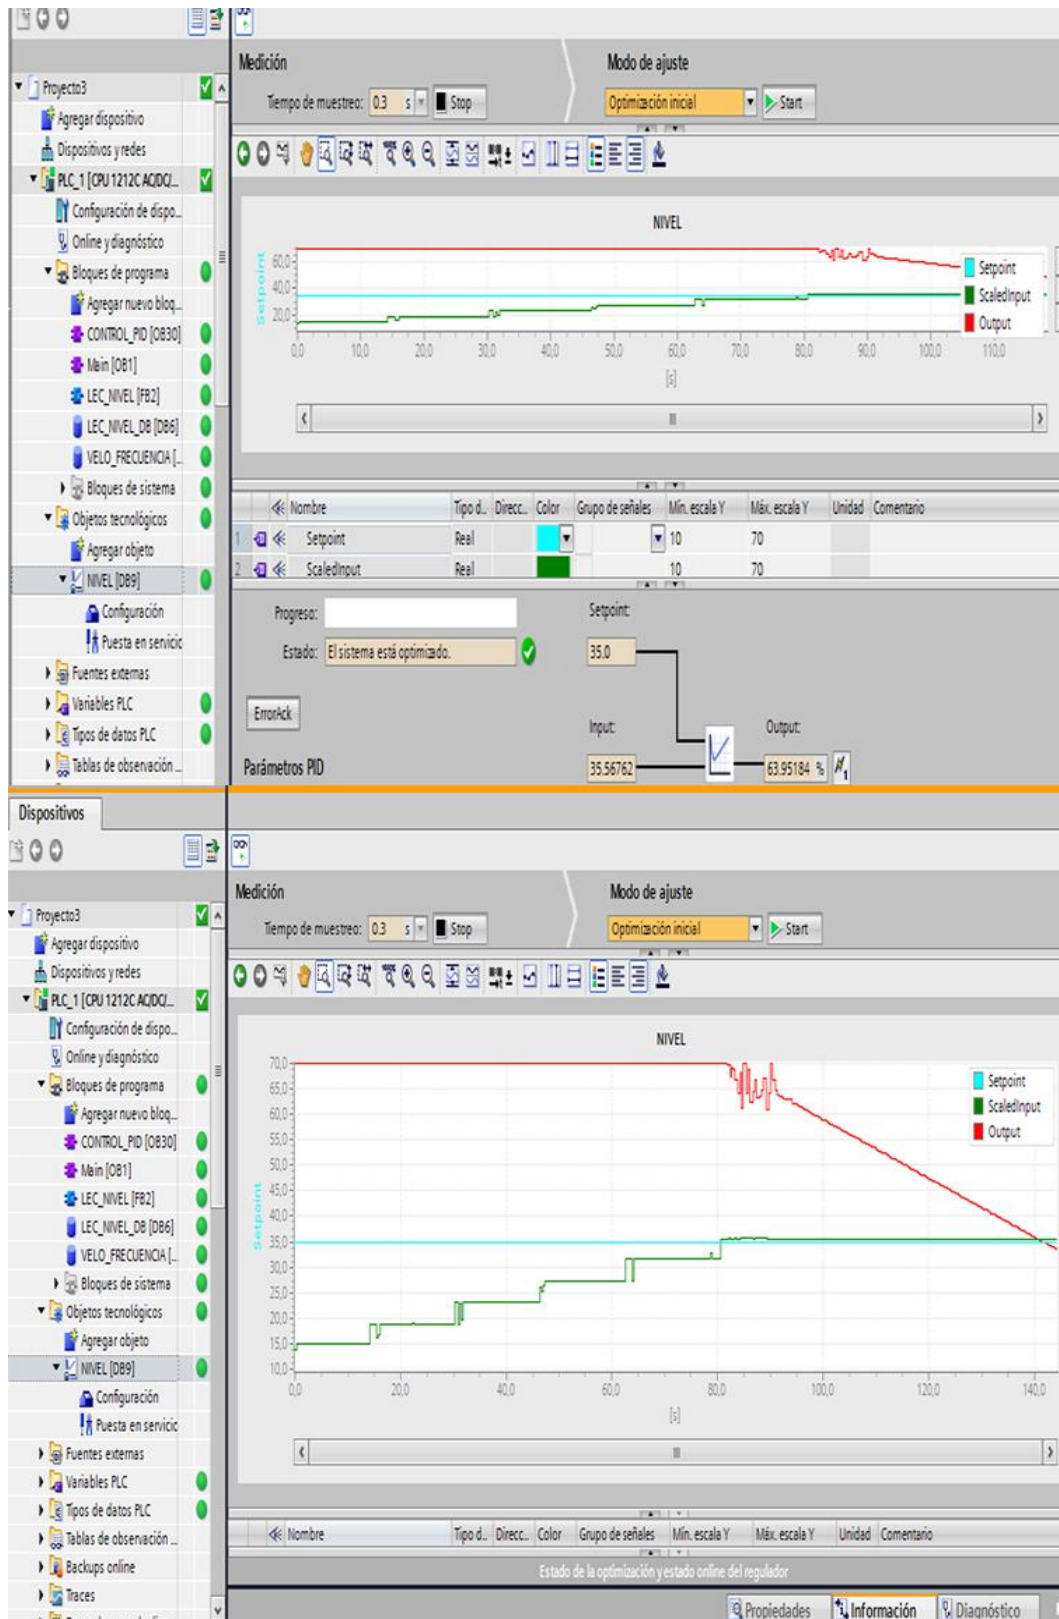 Medición
Modo de ajuste
Tiempo de muestreo: 0.3 s Stop
Optimización inicial Start
Proyecto3
Agregar dispositivo
Dispositivos y redes
PLC_1 [CPU 1212C AC/DC/...
Configuración de dispo...
Online y diagnóstico
Bloques de programa
Agregar nuevo bloq...
CONTROL_PID [OB30]
Main [OB1]
LEC_NIVEL [FB2]
LEC_NIVEL_DB [DB6]
VELO_FRECUENCIA [...
Bloques de sistema
Objetos tecnológicos
Agregar objeto
NIVEL [DB9]
Configuración
Puesta en servicio
Fuentes externas
Variables PLC
Tipos de datos PLC
Tablas de observación ...
NIVEL
Setpoint
60,0
40,0
20,0
Setpoint
ScaledInput
Output
0,0 10,0 20,0 30,0 40,0 50,0 60,0 70,0 80,0 90,0 100,0 110,0
[s]
Nombre Tipo d... Direcc... Color Grupo de señales Mín. escala Y Máx. escala Y Unidad Comentario
1 Setpoint Real 10 70
2 ScaledInput Real 10 70
Progreso:
Estado: El sistema está optimizado.
ErrorAck
Parámetros PID
Setpoint:
35.0
Input:
35.56762
Output:
63.95184 %
Dispositivos
Medición
Modo de ajuste
Tiempo de muestreo: 0.3 s Stop
Optimización inicial Start
Proyecto3
Agregar dispositivo
Dispositivos y redes
PLC_1 [CPU 1212C AC/DC/...
Configuración de dispo...
Online y diagnóstico
Bloques de programa
Agregar nuevo bloq...
CONTROL_PID [OB30]
Main [OB1]
LEC_NIVEL [FB2]
LEC_NIVEL_DB [DB6]
VELO_FRECUENCIA [...
Bloques de sistema
Objetos tecnológicos
Agregar objeto
NIVEL [DB9]
Configuración
Puesta en servicio
Fuentes externas
Variables PLC
Tipos de datos PLC
Tablas de observación ...
Backups online
Traces
NIVEL
Setpoint
70,0
65,0
60,0
55,0
50,0
45,0
40,0
35,0
30,0
25,0
20,0
15,0
10,0
Setpoint
ScaledInput
Output
0,0 20,0 40,0 60,0 80,0 100,0 120,0 140,0
[s]
Nombre Tipo d... Direcc... Color Grupo de señales Mín. escala Y Máx. escala Y Unidad Comentario
Estado de la optimización y estado online del regulador
Propiedades Información Diagnóstico